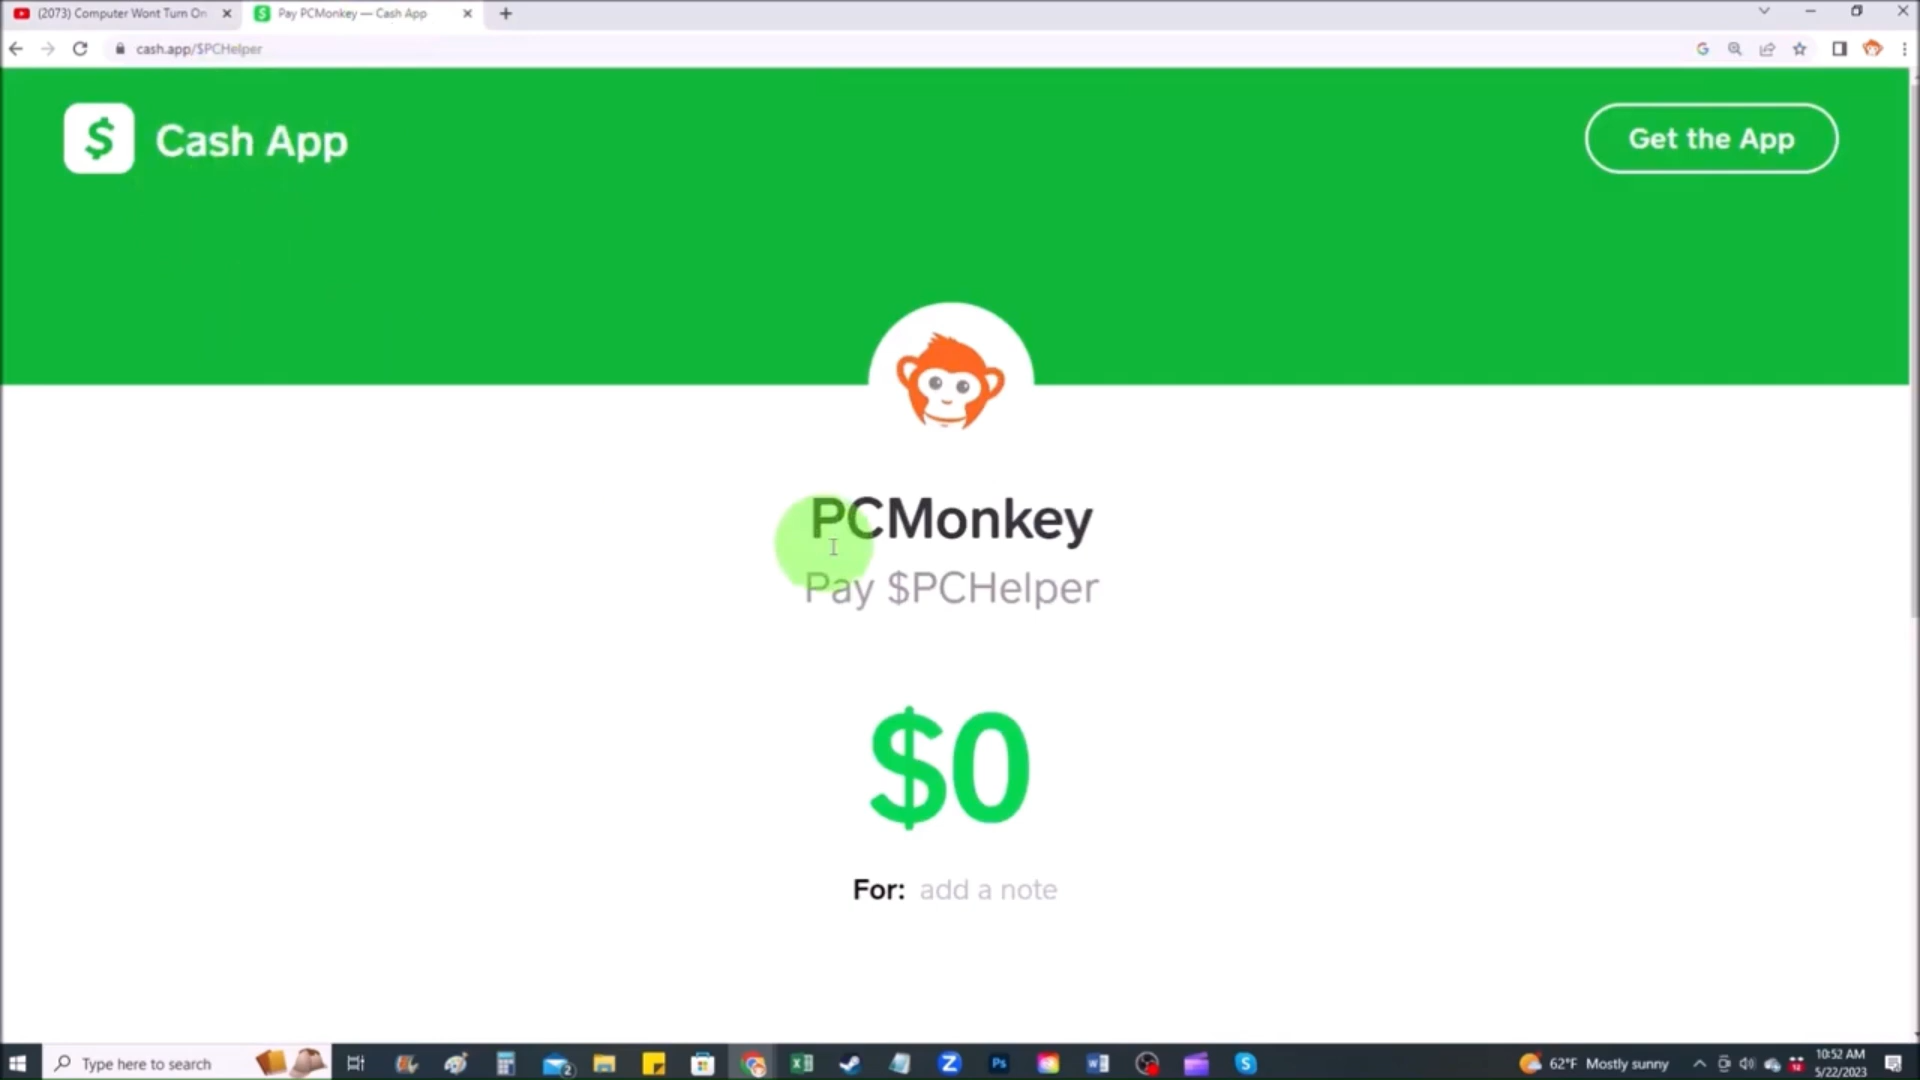 (2073) Computer Wont Turn On
Pay PCMonkey — Cash App
cash.app/$PCHelper
Cash App
Get the App
PCMonkey
Pay $PCHelper
$0
For: add a note
Type here to search
62°F Mostly sunny
10:52 AM
5/22/2023